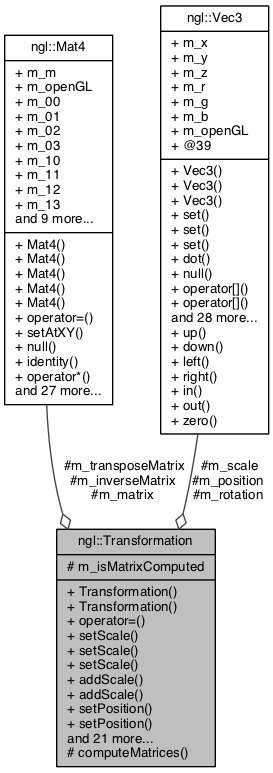 ngl::Mat4
+ m_m
+ m_openGL
+ m_00
+ m_01
+ m_02
+ m_03
+ m_10
+ m_11
+ m_12
+ m_13
and 9 more...
+ Mat4()
+ Mat4()
+ Mat4()
+ Mat4()
+ Mat4()
+ operator=()
+ setAtXY()
+ null()
+ identity()
+ operator*()
and 27 more...
ngl::Vec3
+ m_x
+ m_y
+ m_z
+ m_r
+ m_g
+ m_b
+ m_openGL
+ @39
+ Vec3()
+ Vec3()
+ Vec3()
+ set()
+ set()
+ set()
+ dot()
+ null()
+ operator[]()
+ operator[]()
and 28 more...
+ up()
+ down()
+ left()
+ right()
+ in()
+ out()
+ zero()
#m_transposeMatrix
#m_inverseMatrix
#m_matrix
#m_scale
#m_position
#m_rotation
ngl::Transformation
# m_isMatrixComputed
+ Transformation()
+ Transformation()
+ operator=()
+ setScale()
+ setScale()
+ setScale()
+ addScale()
+ addScale()
+ setPosition()
+ setPosition()
and 21 more...
# computeMatrices()